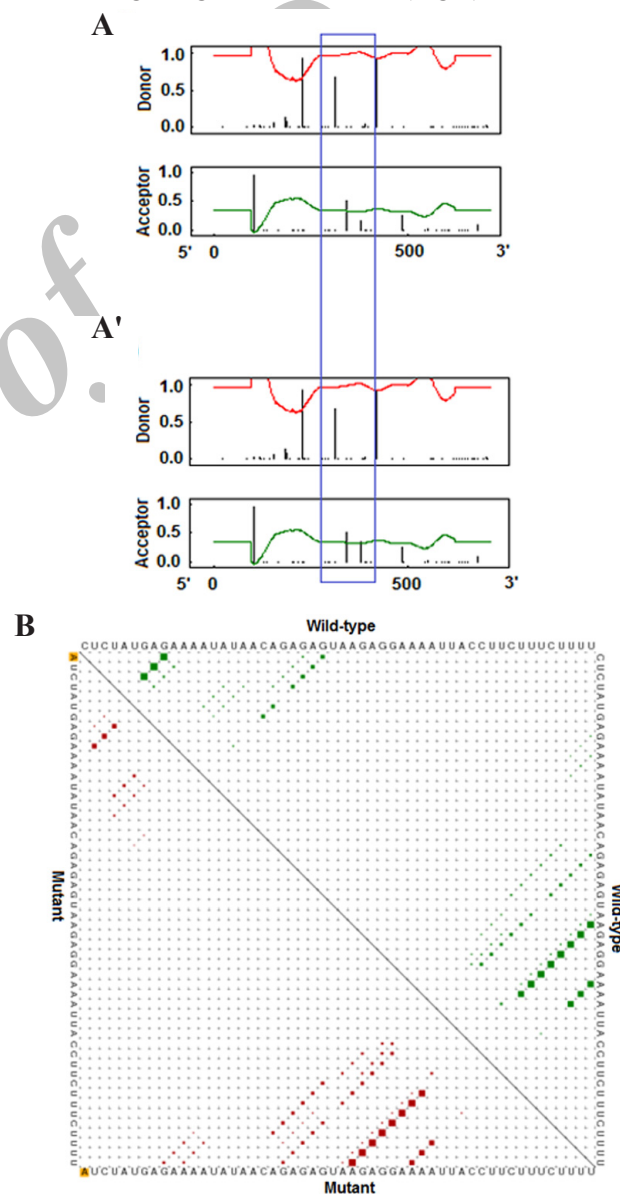 A
1.0
0.5
0.0
Donor
1.0
0.5
0.0
Acceptor
5' 0 500 3'
A'
1.0
0.5
0.0
Donor
1.0
0.5
0.0
Acceptor
5' 0 500 3'
B
Wild-type
CUCUAUGAGAAAAUAUAACAGAGAGUAAGAGGAAAAUUACCUUCUUUCUUUU
AUCUAUGAGAAAAUAUAACAGAGAGUAAGAGGAAAAUUACCUUCUUUCUUUU
Mutant
CUCUAUGAGAAAAUAUAACAGAGAGUAAGAGGAAAAUUACCUUCUUUCUUUU
Wild-type
AUCUAUGAGAAAAUAUAACAGAGAGUAAGAGGAAAAUUACCUUCUUUCUUUU
Mutant